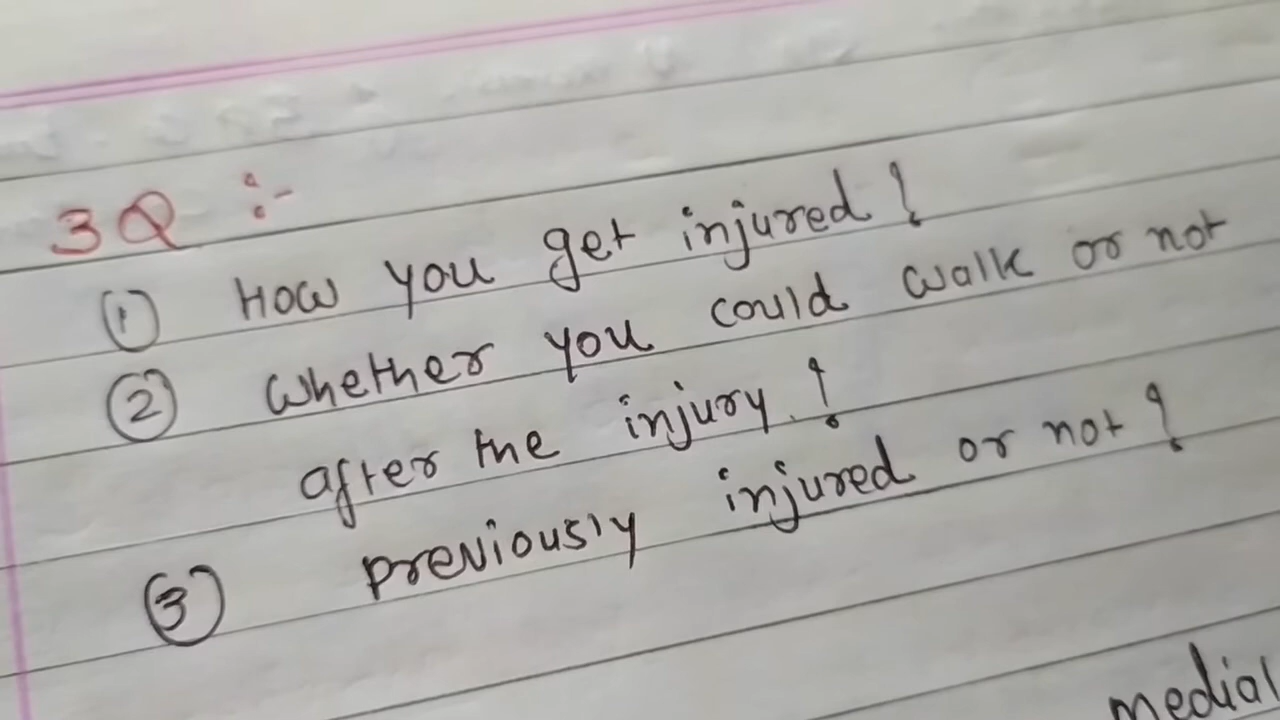 3Q :-
① How you get injured ?
② Whether you could walk or not
after the injury. ?
③ previously injured or not ?
medial